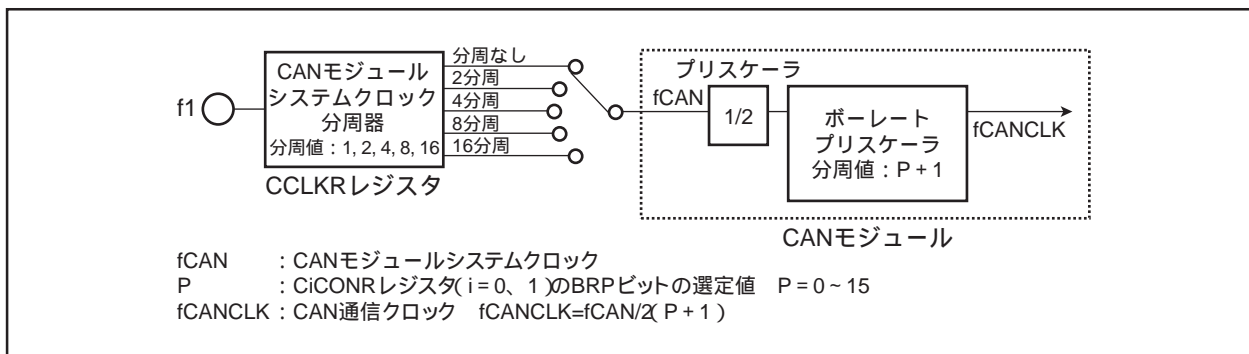 f1
CANモジュール
システムクロック
分周器
分周値：1, 2, 4, 8, 16
CCLKRレジスタ
分周なし
2分周
4分周
8分周
16分周
プリスケーラ
fCAN
1/2
ボーレート
プリスケーラ
分周値：P + 1
fCANCLK
CANモジュール
fCAN ：CANモジュールシステムクロック
P ：CiCONRレジスタ( i = 0、 1 )のBRPビットの選定値 P = 0 ~ 15
fCANCLK：CAN通信クロック fCANCLK=fCAN/2( P + 1 )